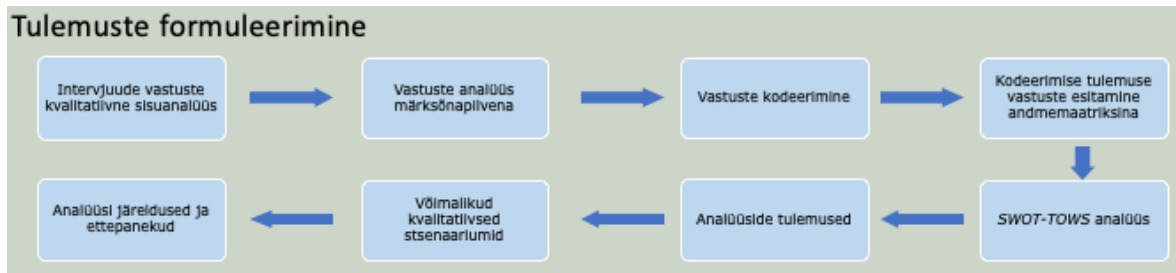 Tulemuste formuleerimine
Intervjuude vastuste
kvalitatiivne sisuanalüüs
Vastuste analüüs
märksõnapilvena
Vastuste kodeerimine
Kodeerimise tulemuse
vastuste esitamine
andmemaatriksina
SWOT-TOWS analüüs
Analüüside tulemused
Võimalikud
kvalitatiivsed
stsenaariumid
Analüüsi järeldused ja
ettepanekud